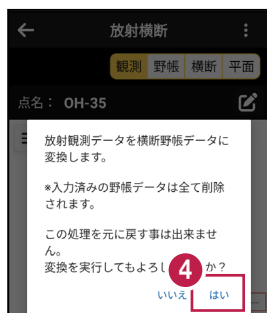 放射横断
観測 野帳 横断 平面
点名： OH-35
放射観測データを横断野帳データに
変換します。
*入力済みの野帳データは全て削除
されます。
この処理を元に戻す事は出来ませ
ん。
変換を実行してもよろし 4 か？
いいえ はい